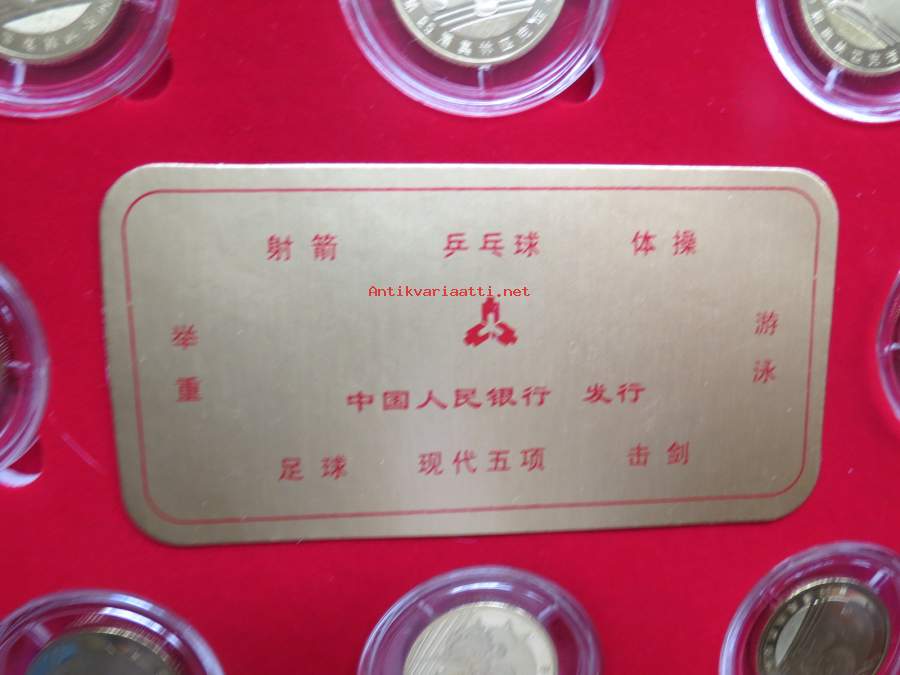 射箭 乒乓球 体操
Antikvariaatti.net
举重
游泳
中国人民银行 发行
足球 现代五项 击剑